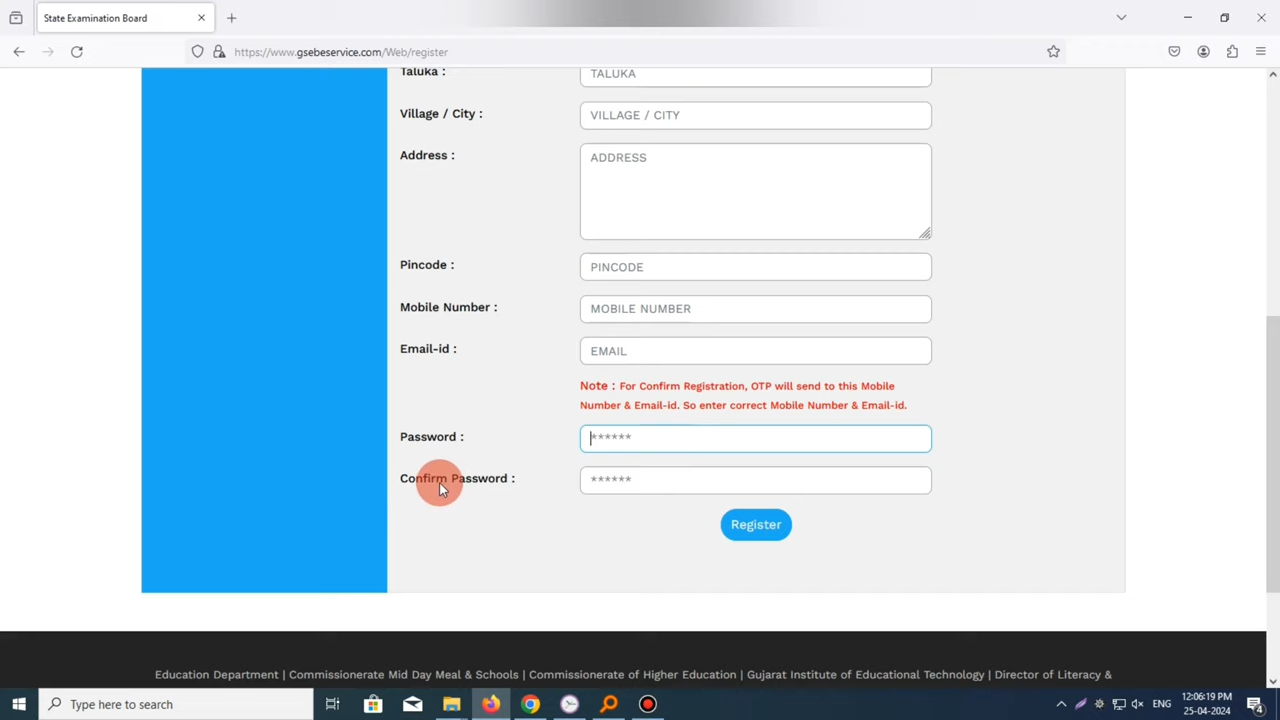 State Examination Board
https://www.gsebeservice.com/Web/register
Taluka :
TALUKA
Village / City :
VILLAGE / CITY
Address :
ADDRESS
Pincode :
PINCODE
Mobile Number :
MOBILE NUMBER
Email-id :
EMAIL
Note : For Confirm Registration, OTP will send to this Mobile
Number & Email-id. So enter correct Mobile Number & Email-id.
Password :
******
Confirm Password :
******
Register
Education Department | Commissionerate Mid Day Meal & Schools | Commissionerate of Higher Education | Gujarat Institute of Educational Technology | Director of Literacy &
Type here to search
ENG
12:06:19 PM
25-04-2024
4